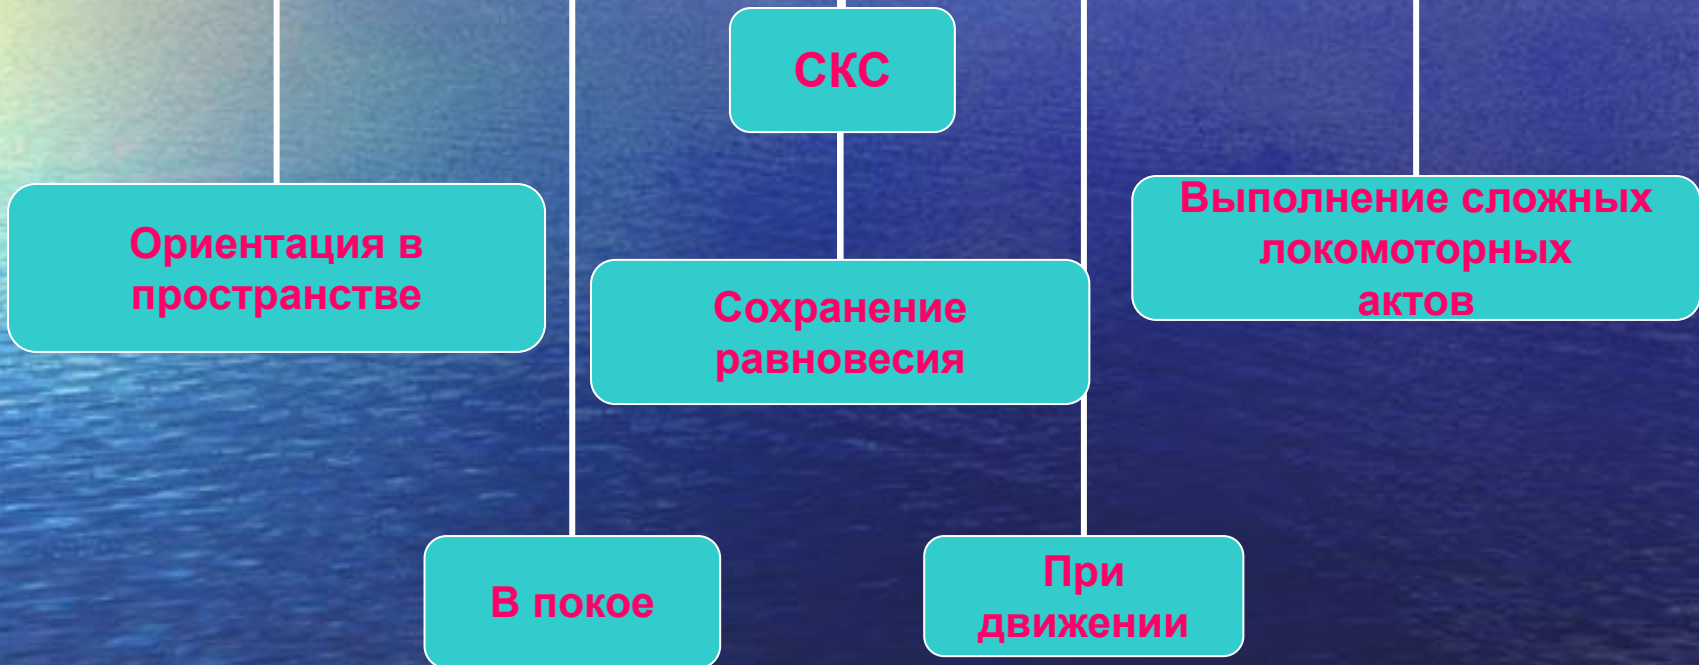 СКС
Ориентация в
пространстве
Сохранение
равновесия
Выполнение сложных
локомоторных
актов
В покое
При
движении